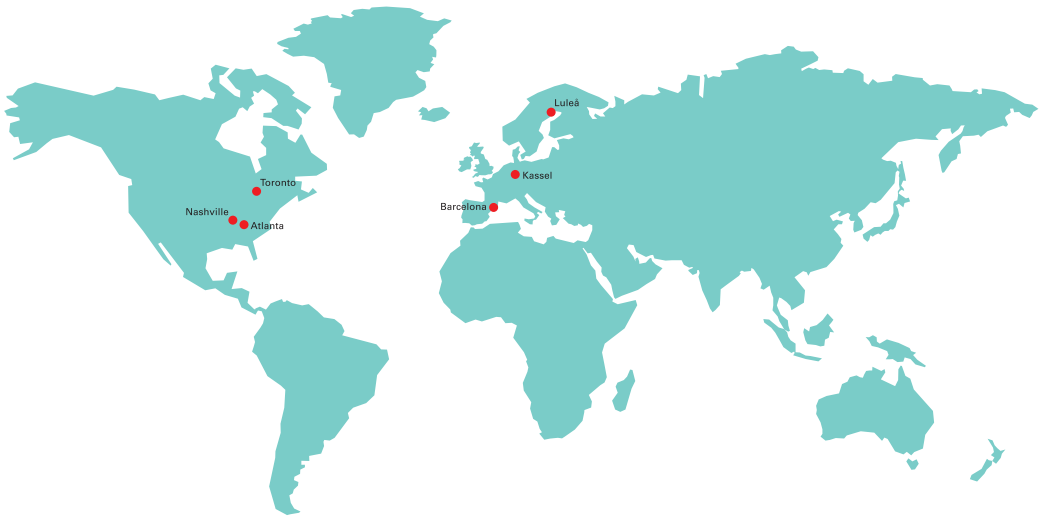 Luleå
Kassel
Toronto
Barcelona
Nashville
Atlanta